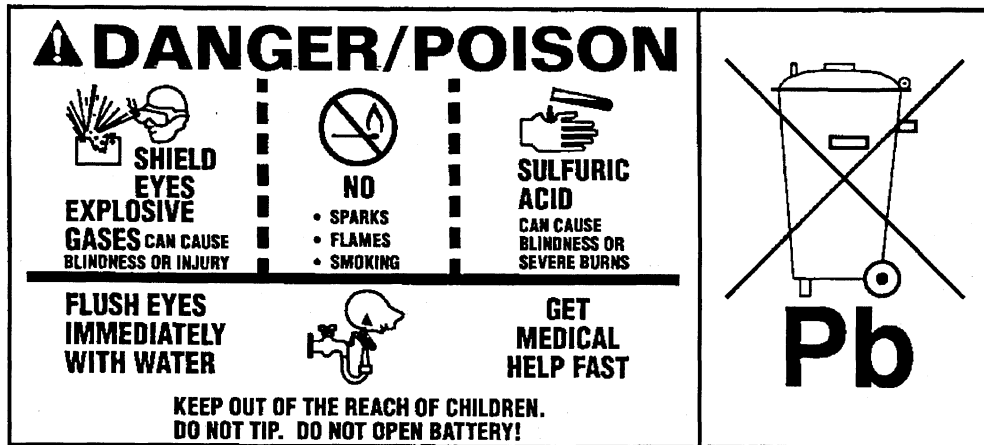 DANGER/POISON
SHIELD
EYES
EXPLOSIVE
GASES CAN CAUSE
BLINDNESS OR INJURY
NO
• SPARKS
• FLAMES
• SMOKING
SULFURIC
ACID
CAN CAUSE
BLINDNESS OR
SEVERE BURNS
FLUSH EYES
IMMEDIATELY
WITH WATER
GET
MEDICAL
HELP FAST
KEEP OUT OF THE REACH OF CHILDREN.
DO NOT TIP. DO NOT OPEN BATTERY!
Pb